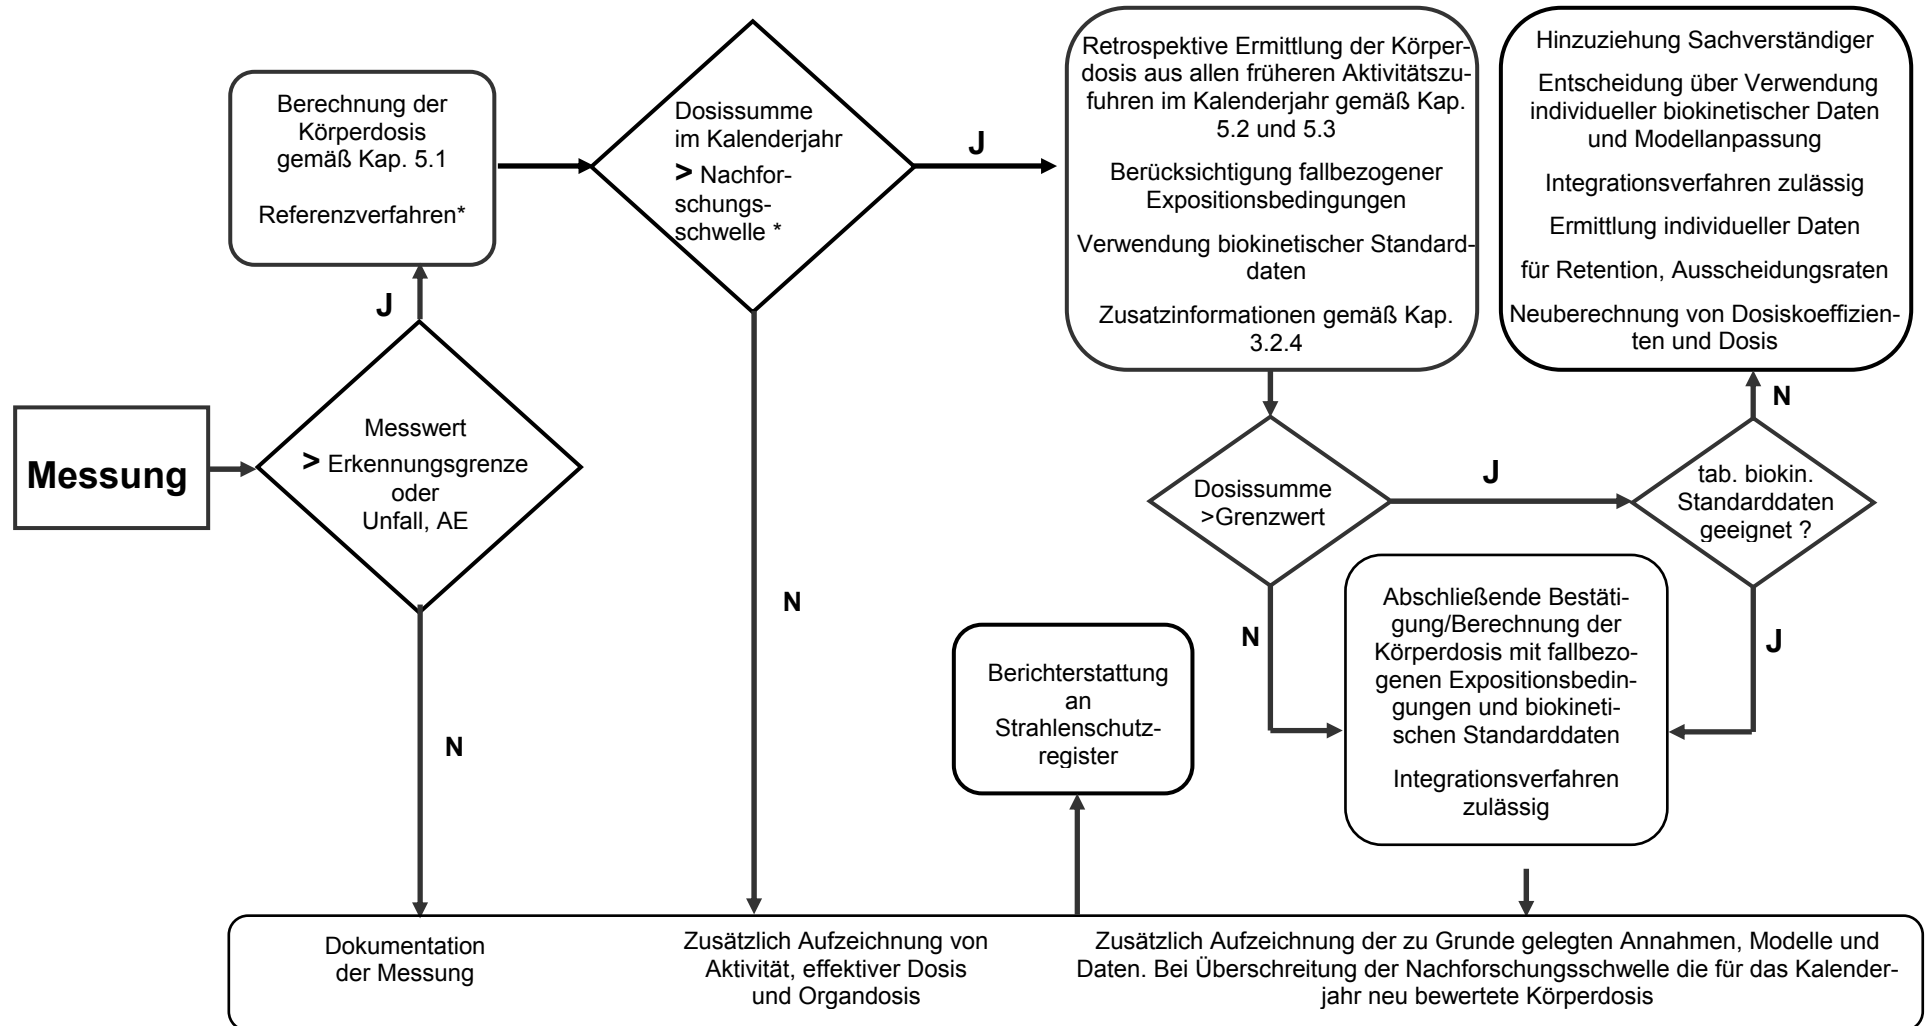 Messung
Messwert
> Erkennungsgrenze
oder
Unfall, AE
J
N
Berechnung der
Körperdosis
gemäß Kap. 5.1
Referenzverfahren*
Dosissumme
im Kalenderjahr
> Nachfor-
schungs-
schwelle *
J
N
Retrospektive Ermittlung der Körper-
dosis aus allen früheren Aktivitätszu-
fuhren im Kalenderjahr gemäß Kap.
5.2 und 5.3
Berücksichtigung fallbezogener
Expositionsbedingungen
Verwendung biokinetischer Standard-
daten
Zusatzinformationen gemäß Kap.
3.2.4
Dosissumme
>Grenzwert
J
N
tab. biokin.
Standarddaten
geeignet ?
N
J
Hinzuziehung Sachverständiger
Entscheidung über Verwendung
individueller biokinetischer Daten
und Modellanpassung
Integrationsverfahren zulässig
Ermittlung individueller Daten
für Retention, Ausscheidungsraten
Neuberechnung von Dosiskoeffizien-
ten und Dosis
Abschließende Bestäti-
gung/Berechnung der
Körperdosis mit fallbezo-
genen Expositionsbedin-
gungen und biokineti-
schen Standarddaten
Integrationsverfahren
zulässig
Berichterstattung
an
Strahlenschutz-
register
Dokumentation
der Messung
Zusätzlich Aufzeichnung von
Aktivität, effektiver Dosis
und Organdosis
Zusätzlich Aufzeichnung der zu Grunde gelegten Annahmen, Modelle und
Daten. Bei Überschreitung der Nachforschungsschwelle die für das Kalender-
jahr neu bewertete Körperdosis